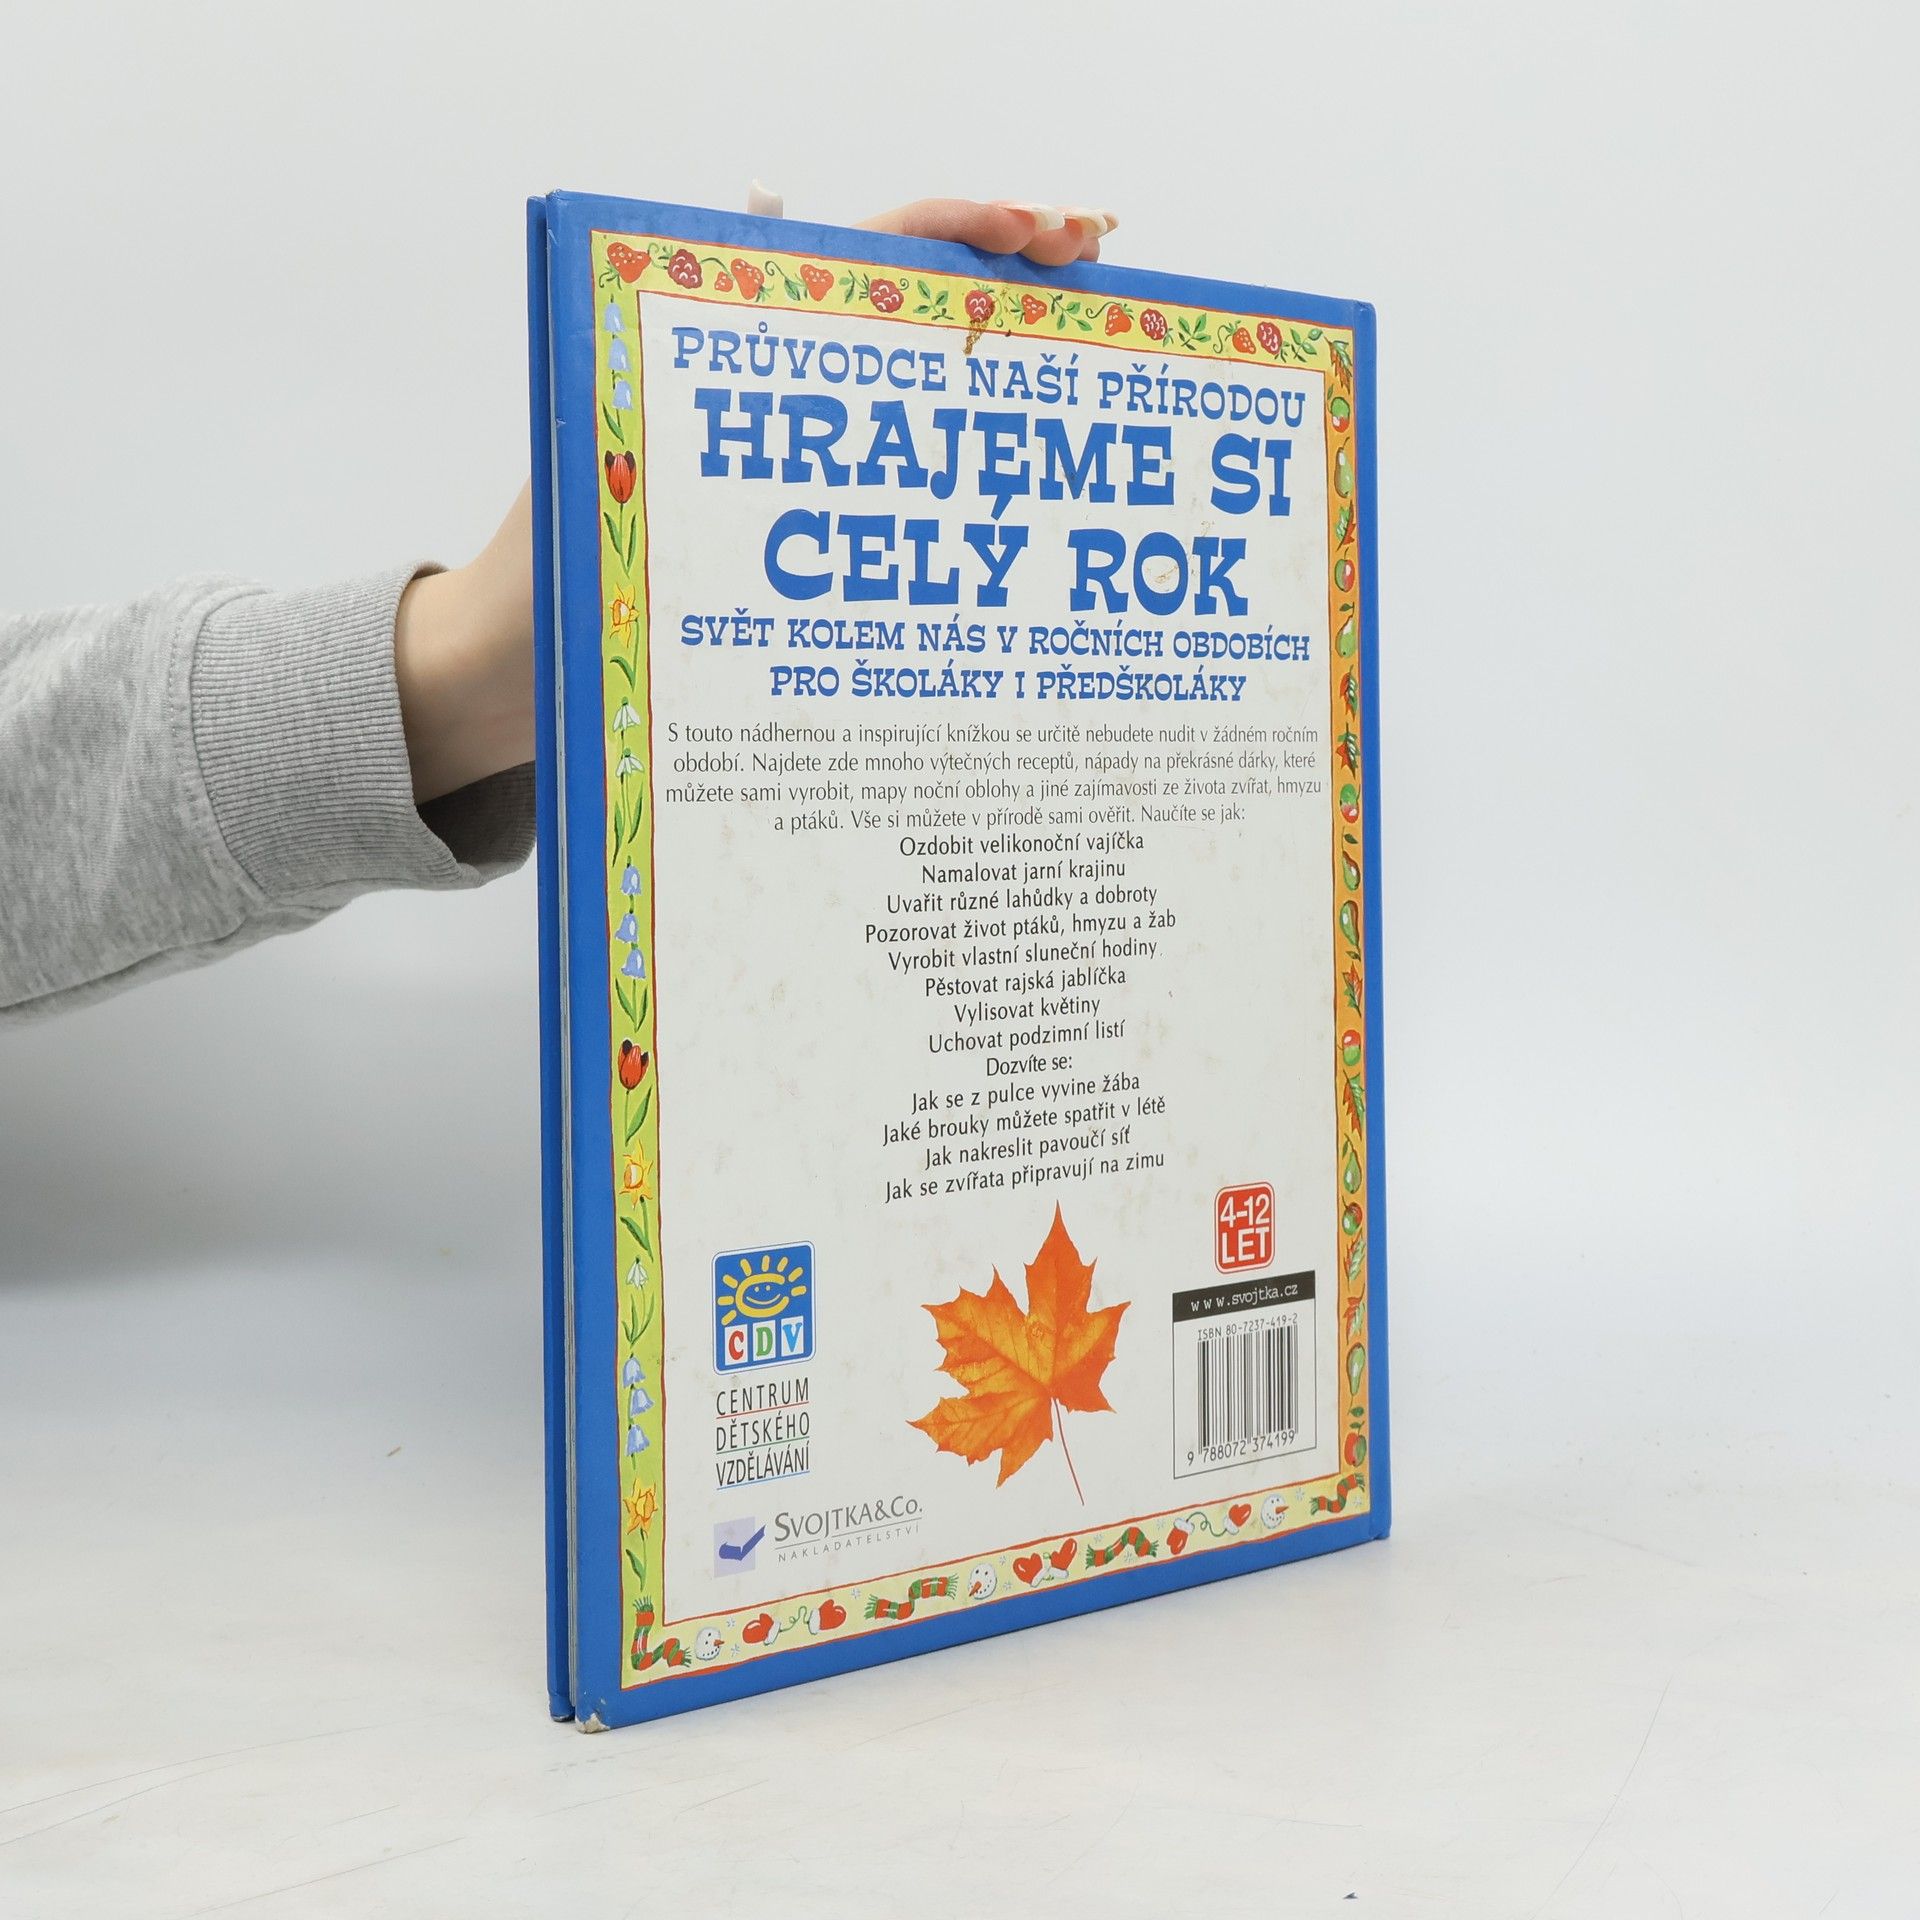 PRŮVODCE NAŠÍ PŘÍRODOU
HRAJEME SI
CELÝ ROK
SVĚT KOLEM NÁS V ROČNÍCH OBDOBÍCH
PRO ŠKOLÁKY I PŘEDŠKOLÁKY
S touto nádhernou a inspirující knížkou se určitě nebudete nudit v žádném ročním
období. Najdete zde mnoho výtečných receptů, nápady na překrásné dárky, které
můžete sami vyrobit, mapy noční oblohy a jiné zajímavosti ze života zvířat, hmyzu
a ptáků. Vše si můžete v přírodě sami ověřit. Naučíte se jak:
Ozdobit velikonoční vajíčka
Namalovat jarní krajinu
Uvařit různé lahůdky a dobroty
Pozorovat život ptáků, hmyzu a žab
Vyrobit vlastní sluneční hodiny
Pěstovat rajská jablíčka
Vylisovat květiny
Uchovat podzimní listí
Dozvíte se:
Jak se z pulce vyvine žába
Jaké brouky můžete spatřit v létě
Jak nakreslit pavoučí síť
Jak se zvířata připravují na zimu
4-12
LET
www.svojtka.cz
ISBN 80-7237-419-2
9 788072 374199
CDV
CENTRUM
DĚTSKÉHO
VZDĚLÁVÁNÍ
SVOJTKA&CO.
NAKLADATELSTVÍ